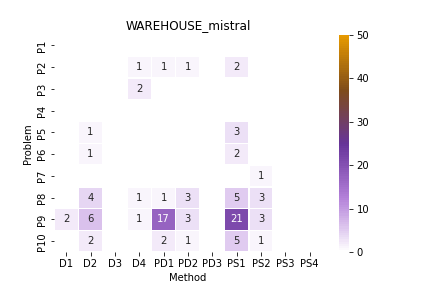 WAREHOUSE_mistral
P1
P2 1 1 1 2
P3 2
P4
P5 1 3
P6 1 2
P7 1
P8 4 1 1 3 5 3
P9 2 6 1 17 3 21 3
P10 2 2 1 5 1
D1 D2 D3 D4 PD1 PD2 PD3 PS1 PS2 PS3 PS4
Method
Problem
50
40
30
20
10
0